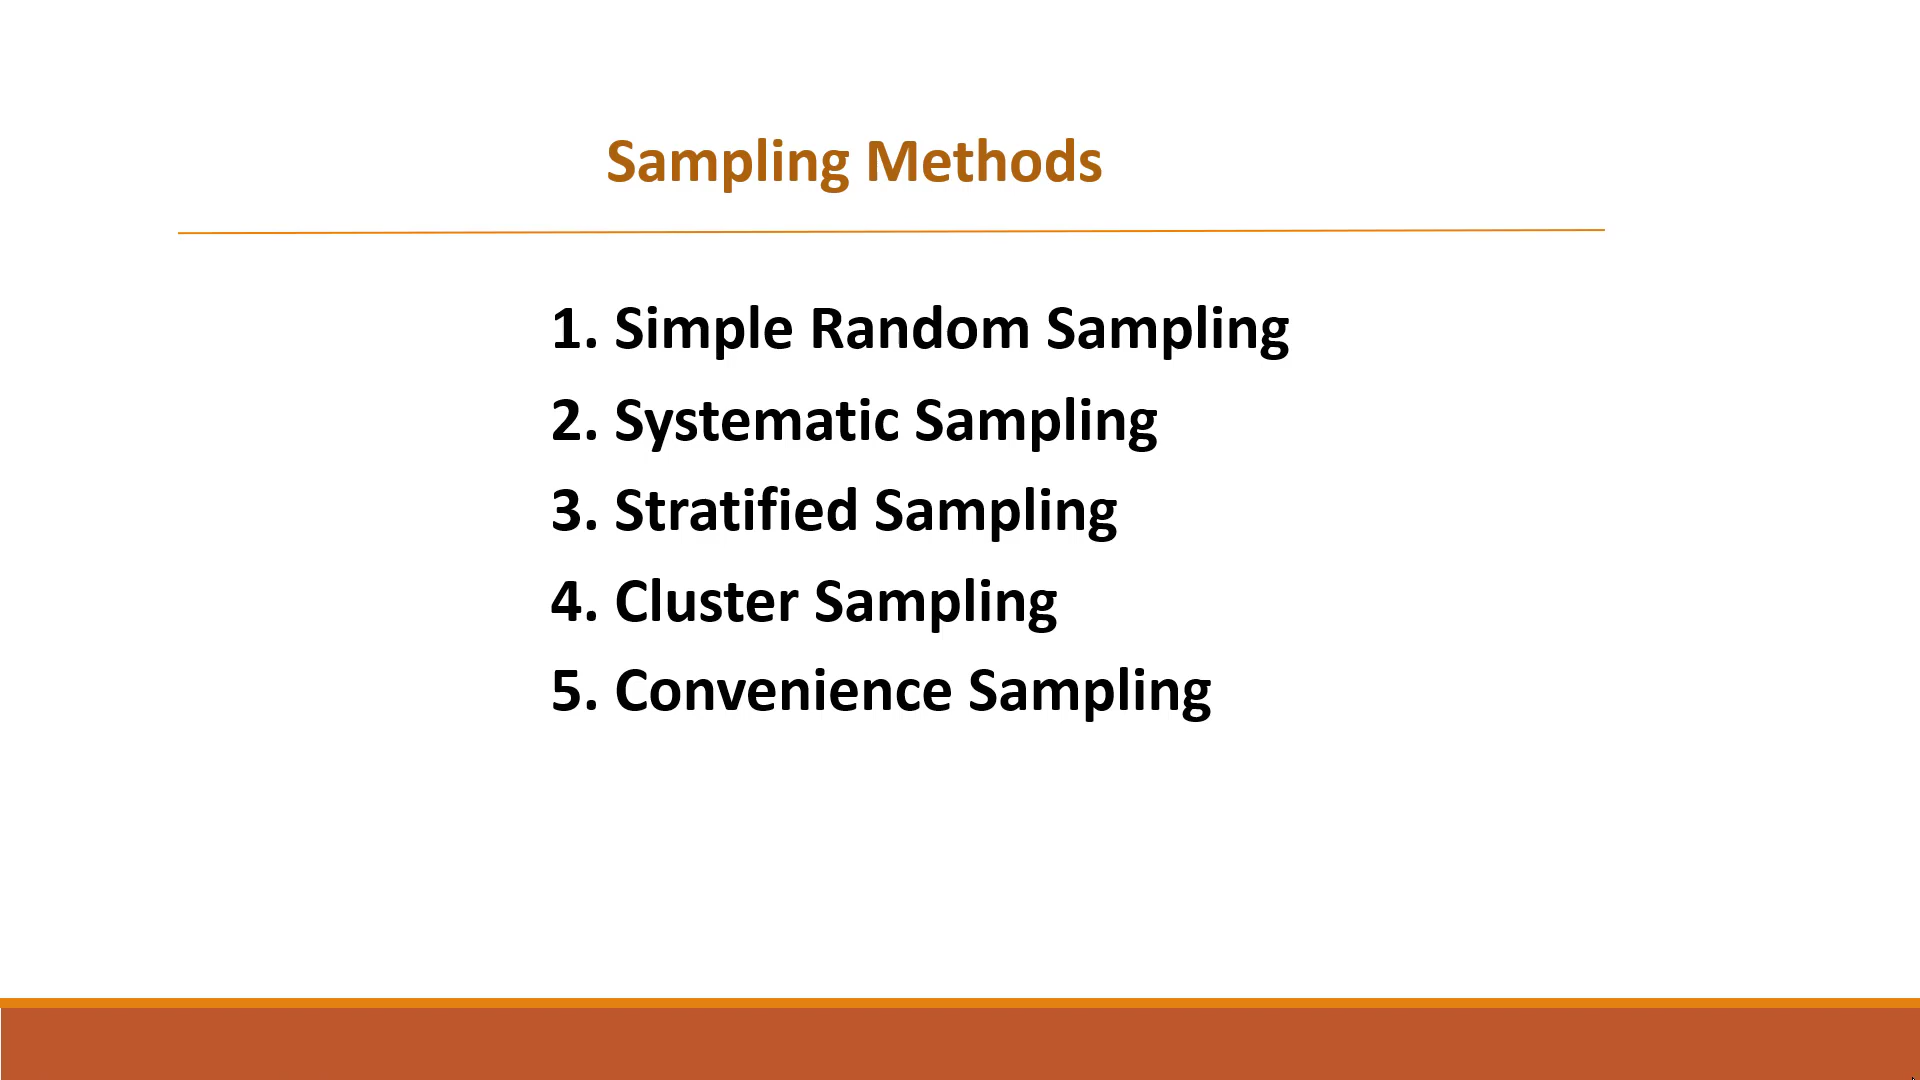 Sampling Methods
1. Simple Random Sampling
2. Systematic Sampling
3. Stratified Sampling
4. Cluster Sampling
5. Convenience Sampling